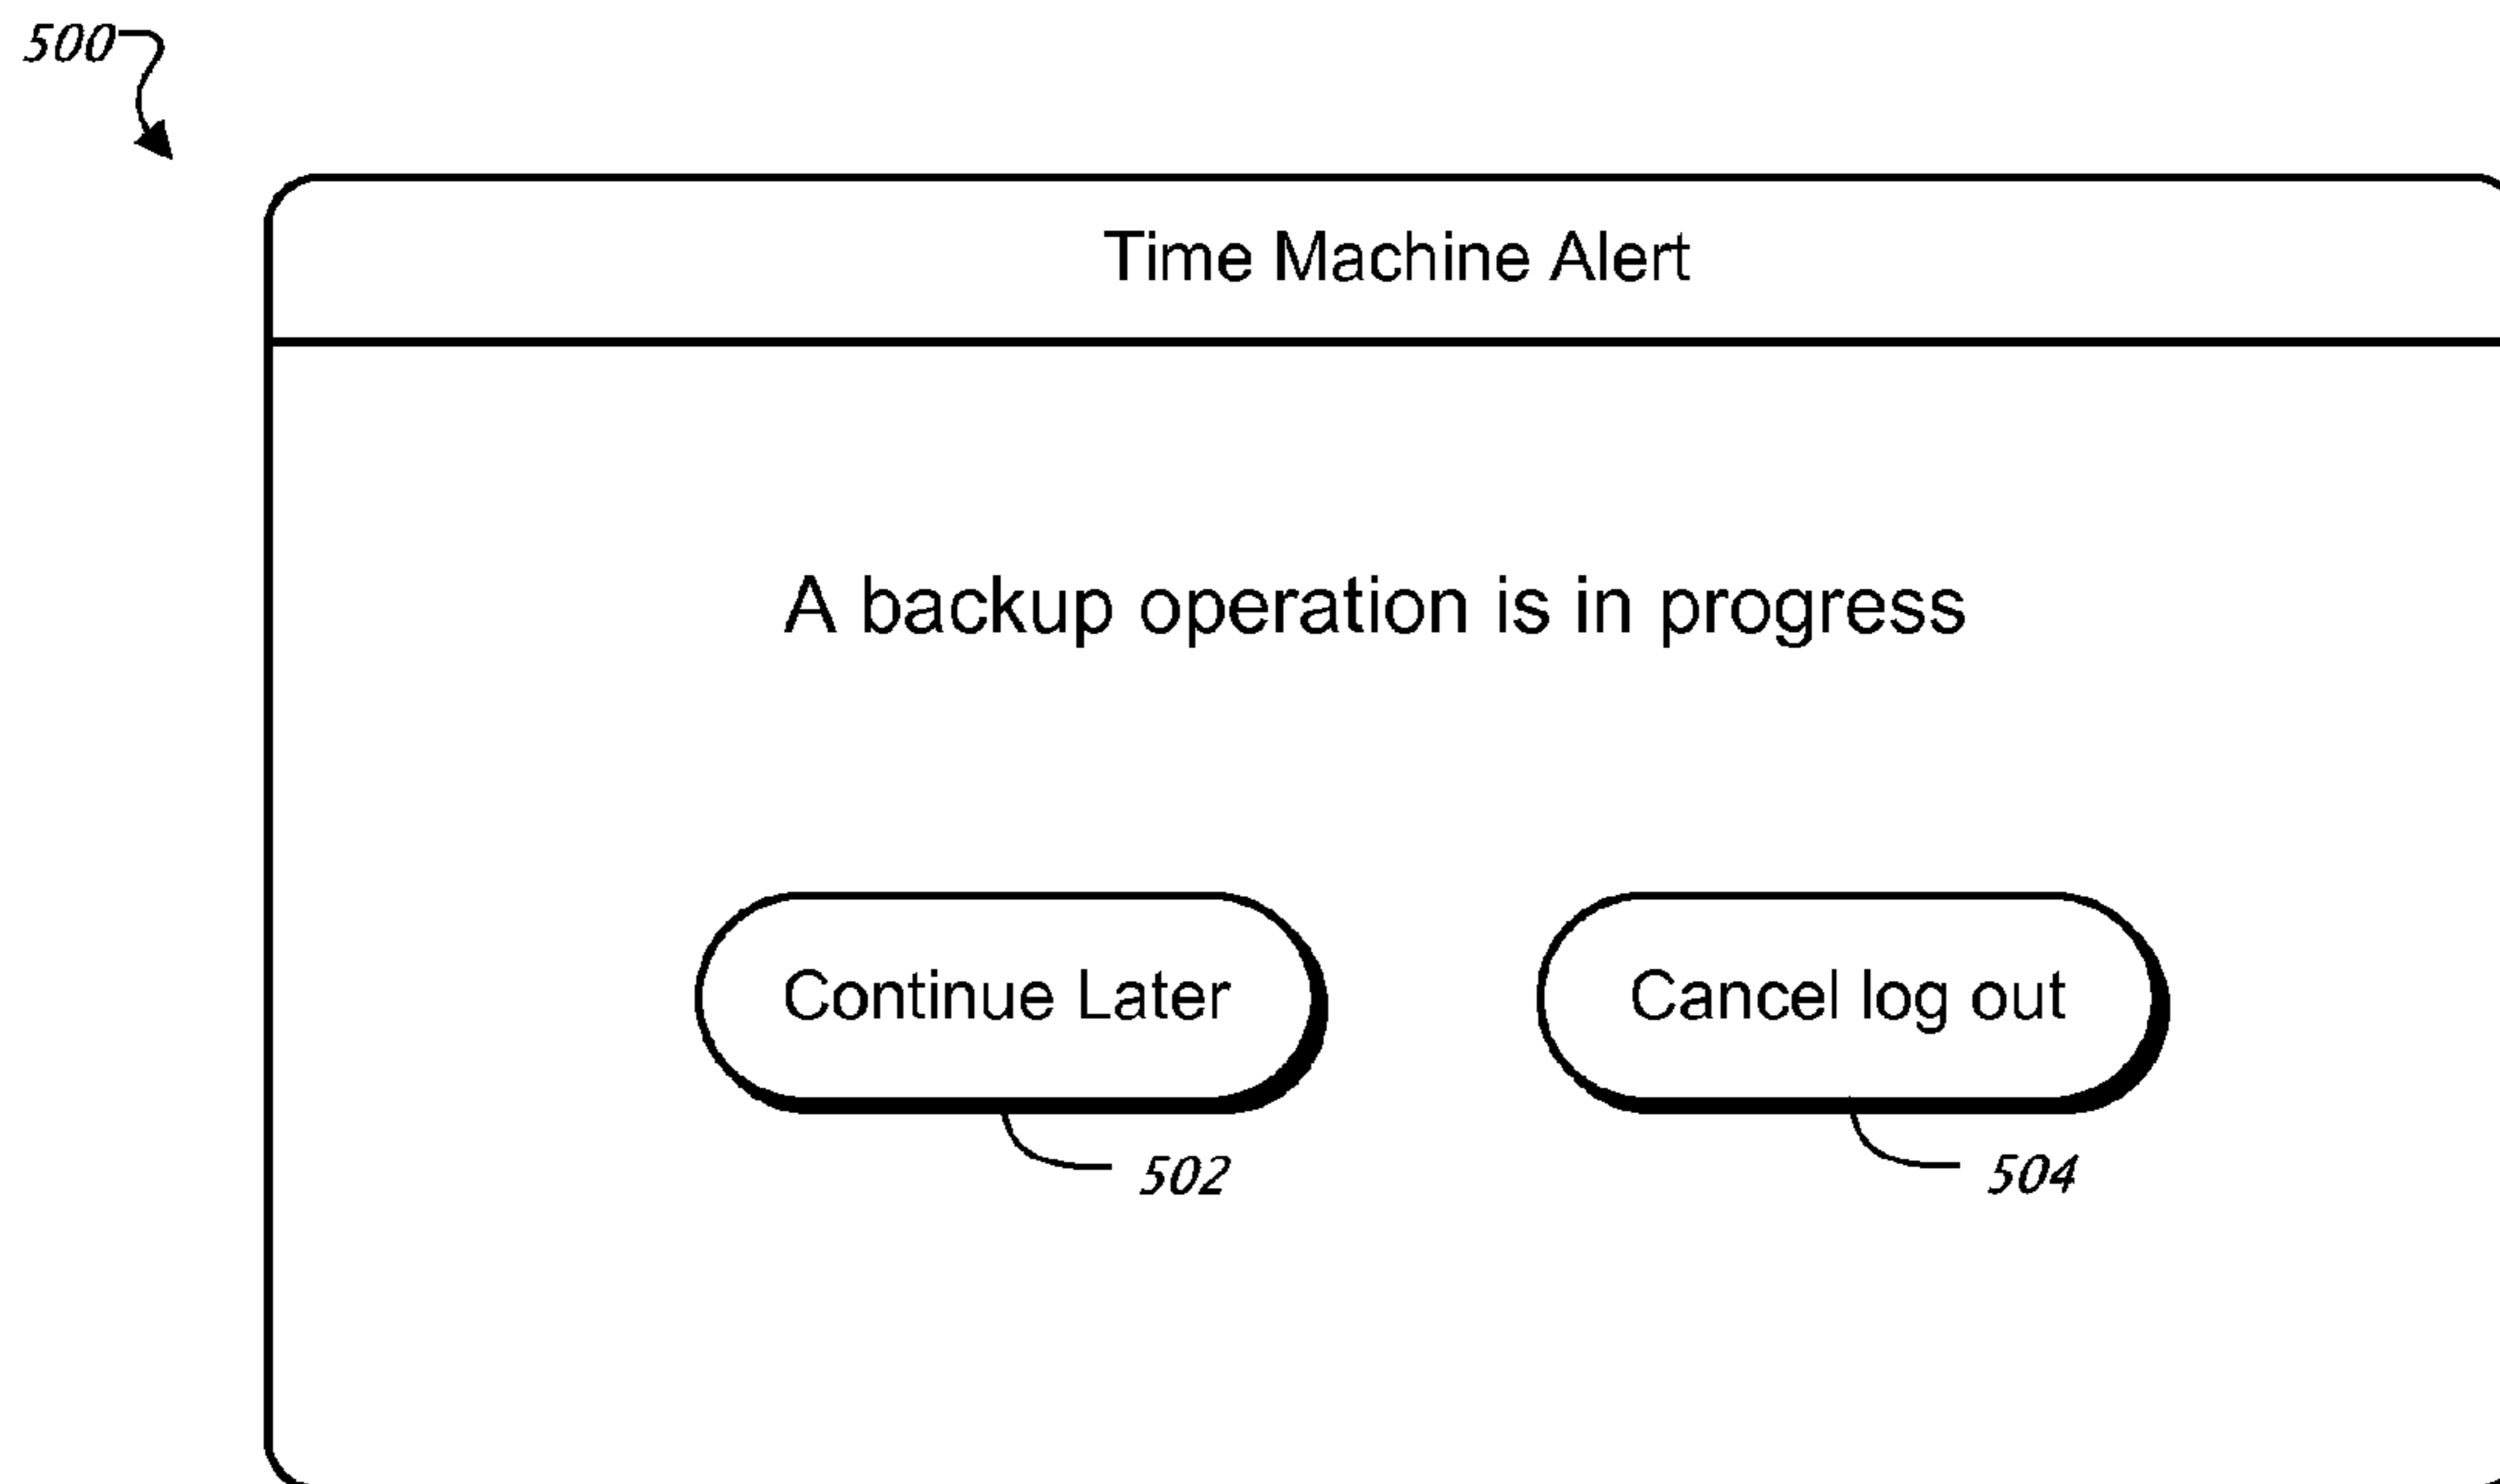 500
Time Machine Alert
A backup operation is in progress
Continue Later Cancel log out
502 504